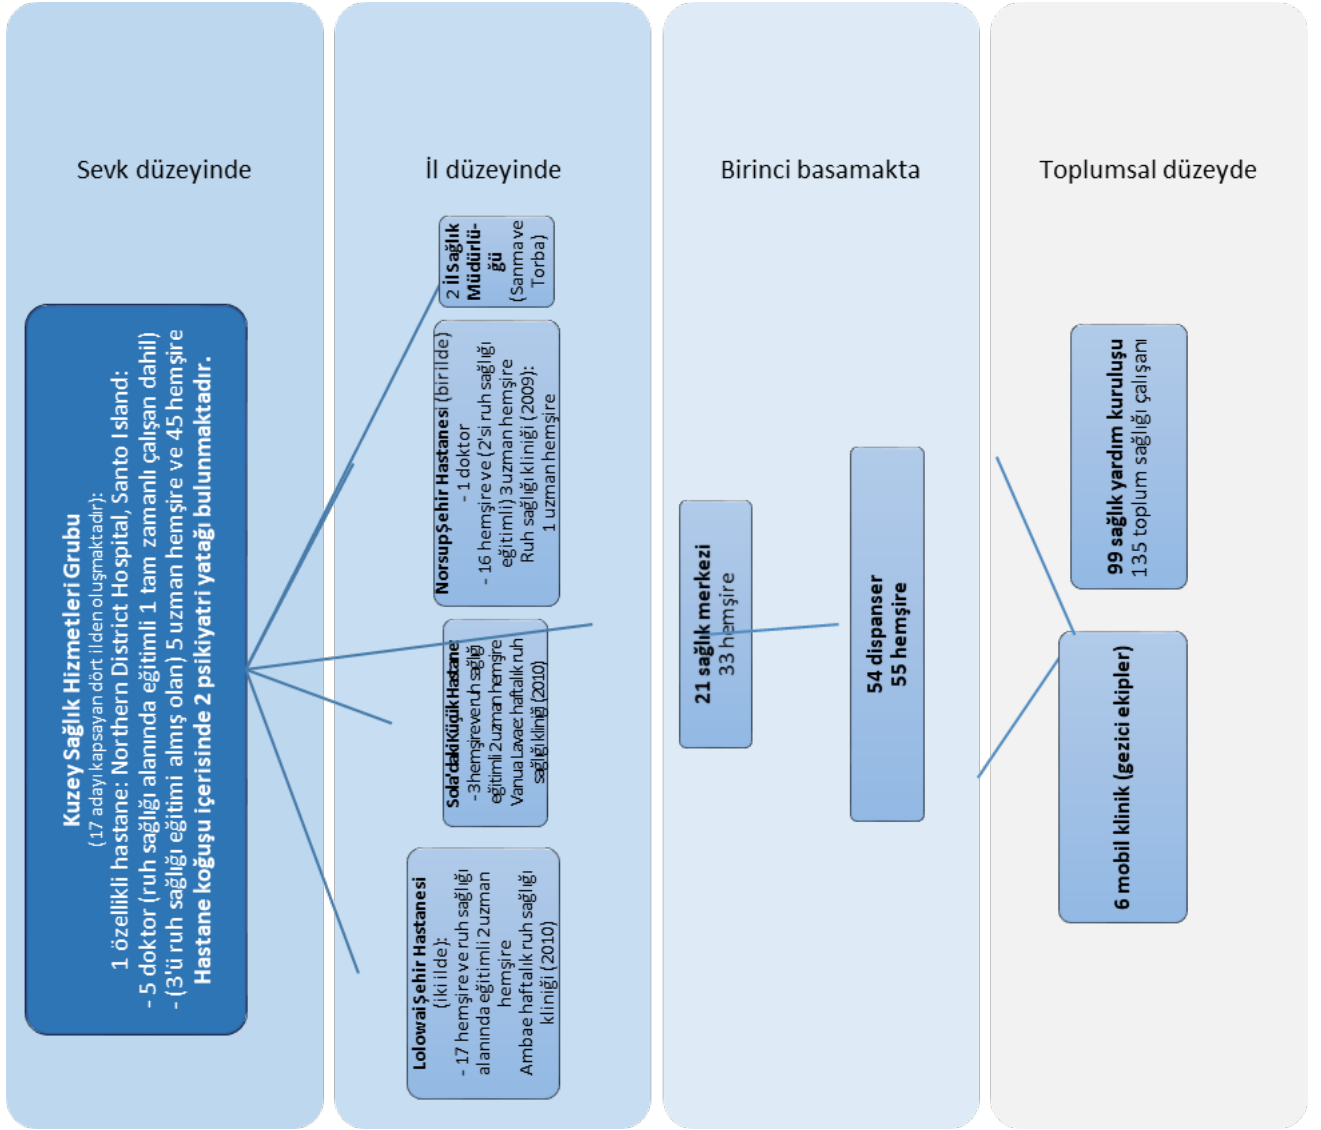 Sevk düzeyinde
Kuzey Sağlık Hizmetleri Grubu
(17 adayı kapsayan dört ilden oluşmaktadır):
1 özellikli hastane: Northern District Hospital, Santo Island:
- 5 doktor (ruh sağlığı alanında eğitimli 1 tam zamanlı çalışan dahil)
- (3'ü ruh sağlığı eğitimi almış olan) 5 uzman hemşire ve 45 hemşire
Hastane koğuşu içerisinde 2 psikiyatri yatağı bulunmaktadır.
İl düzeyinde
2 İl Sağlık
Müdürlü-
ğü
(Sanma ve
Torba)
Norsup Şehir Hastanesi (bir ilde)
- 1 doktor
- 16 hemşire ve (2'si ruh sağlığı
eğitimli) 3 uzman hemşire
Ruh sağlığı kliniği (2009):
1 uzman hemşire
Sola'daki Küçük Hastane:
- 3 hemşire ve ruh sağlığı
eğitimli 2 uzman hemşire
Vanua Lava: haftalık ruh
sağlığı kliniği (2010)
Lolowai Şehir Hastanesi
(iki ilde):
- 17 hemşire ve ruh sağlığı
alanında eğitimli 2 uzman
hemşire
Ambae haftalık ruh sağlığı
kliniği (2010)
Birinci basamakta
21 sağlık merkezi
33 hemşire
54 dispanser
55 hemşire
Toplumsal düzeyde
99 sağlık yardım kuruluşu
135 toplum sağlığı çalışanı
6 mobil klinik (gezici ekipler)